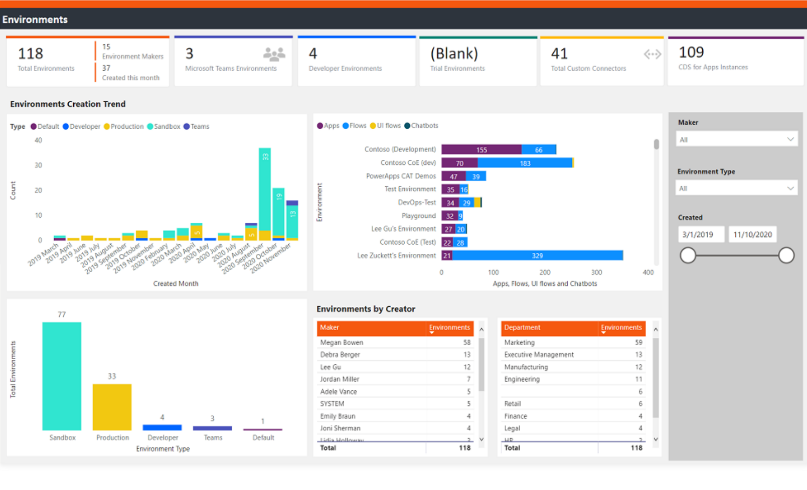 Environments
118
Total Environments
15
Environment Makers
37
Created this month
3
Microsoft Teams Environments
4
Developer Environments
(Blank)
Trial Environments
41
Total Custom Connectors
109
CDS for Apps Instances
Environments Creation Trend
Type Default Developer Production Sandbox Teams
Count
40
30
20
10
0
33
19
13
5
5
2019 March
2019 April
2019 June
2019 July
2019 August
2019 September
2019 October
2019 November
2020 February
2020 March
2020 April
2020 May
2020 June
2020 July
2020 August
2020 September
2020 October
2020 November
Created Month
Apps Flows UI flows Chatbots
Environment
Contoso (Development) 155 66
Contoso CoE (dev) 70 183
PowerApps CAT Demos 47 39
Test Environment 35 16
DevOps-Test 34 29
Playground 32 9
Lee Gu's Environment 27 20
Contoso CoE (Test) 22 28
Lee Zuckett's Environment 21 329
0 100 200 300 400
Apps, Flows, UI flows and Chatbots
Maker
All
Environment Type
All
Created
3/1/2019 11/10/2020
Total Environments
77
33
4
3
1
Sandbox Production Developer Teams Default
Environment Type
Environments by Creator
Maker Environments
Megan Bowen 58
Debra Berger 13
Lee Gu 12
Jordan Miller 7
Adele Vance 5
SYSTEM 5
Emily Braun 4
Joni Sherman 4
Lidia Holloway 3
Total 118
Department Environments
Marketing 59
Executive Management 13
Manufacturing 12
Engineering 11
6
Retail 6
Finance 4
Legal 4
HR
Total 118